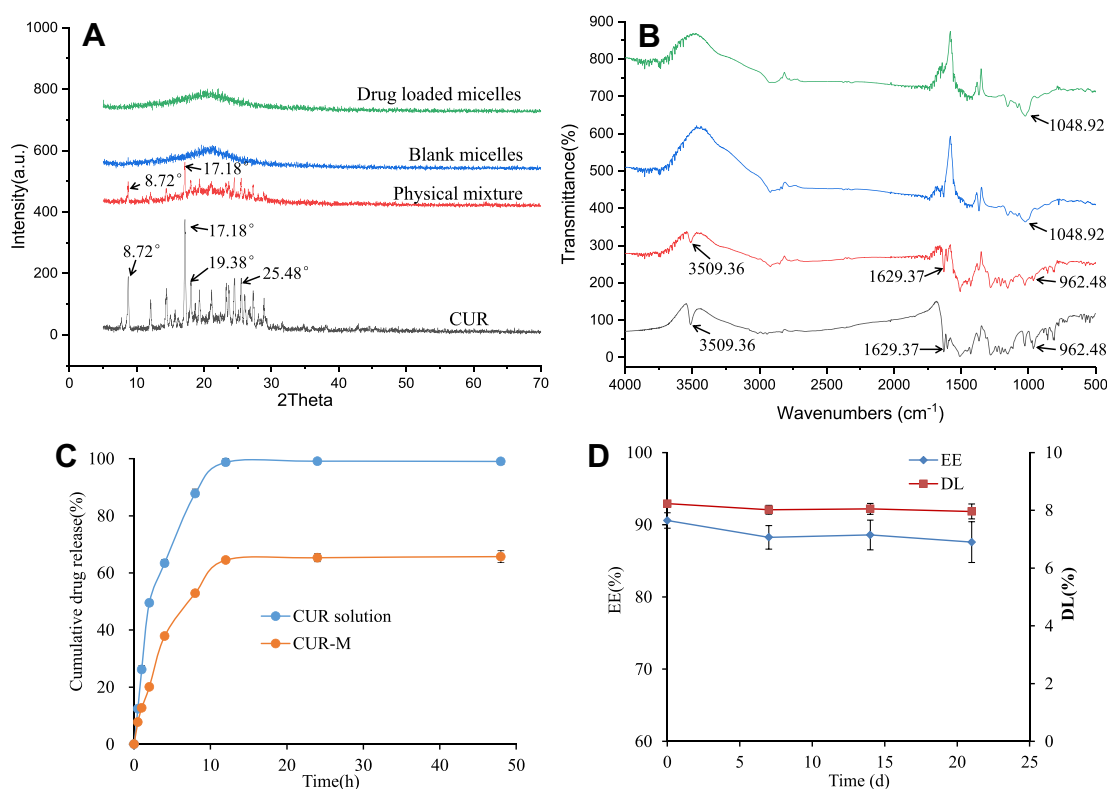 A
1000
800
600
400
200
0
Intensity(a.u.)
Drug loaded micelles
Blank micelles
17.18°
8.72°
Physical mixture
17.18°
8.72°
19.38°
25.48°
CUR
0 10 20 30 40 50 60 70
2Theta
B
900
800
700
600
500
400
300
200
100
0
Transmittance(%)
1048.92
1048.92
3509.36
1629.37
962.48
3509.36
1629.37
962.48
4000 3500 3000 2500 2000 1500 1000 500
Wavenumbers (cm-1)
C
100
80
60
40
20
0
Cumulative drug release(%)
CUR solution
CUR-M
0 10 20 30 40 50
Time(h)
D
100
90
80
70
60
EE(%)
EE
DL
10
8
6
4
2
0
DL(%)
0 5 10 15 20 25
Time (d)